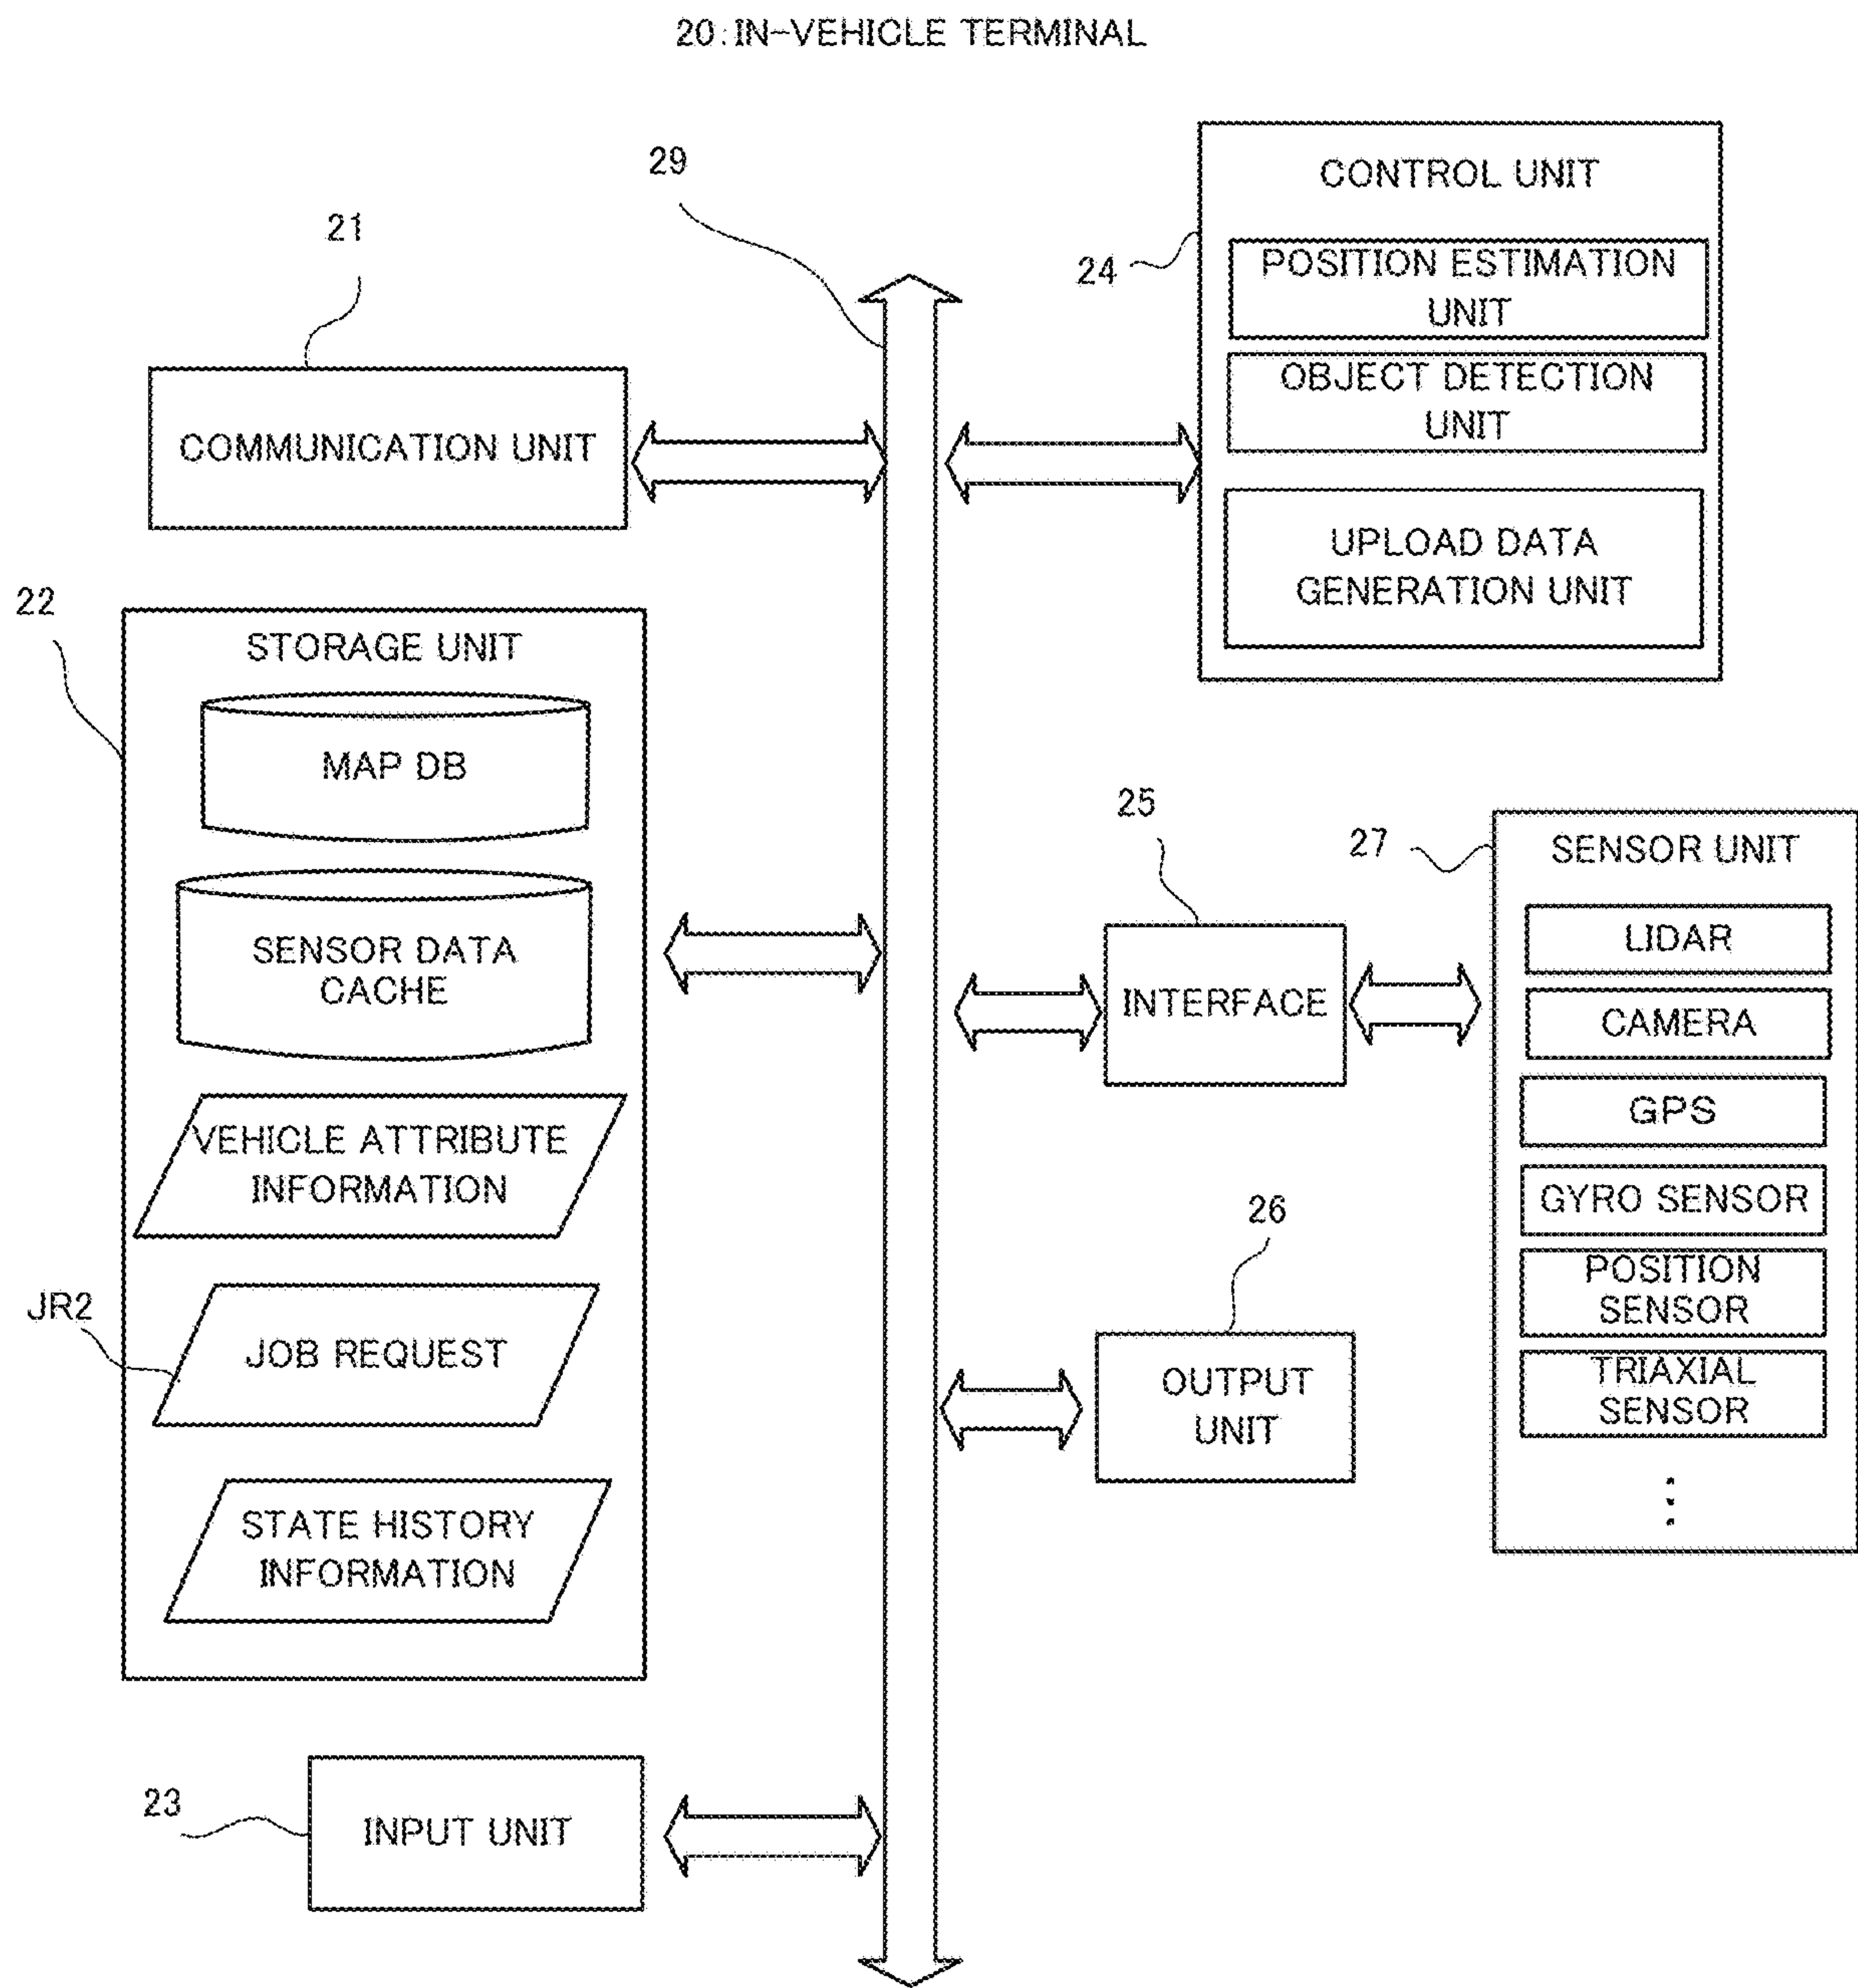 20:IN-VEHICLE TERMINAL
29
21
COMMUNICATION UNIT
24
CONTROL UNIT
POSITION ESTIMATION
UNIT
OBJECT DETECTION
UNIT
UPLOAD DATA
GENERATION UNIT
22
STORAGE UNIT
MAP DB
SENSOR DATA
CACHE
VEHICLE ATTRIBUTE
INFORMATION
JR2
JOB REQUEST
STATE HISTORY
INFORMATION
25
INTERFACE
27
SENSOR UNIT
LIDAR
CAMERA
GPS
GYRO SENSOR
POSITION
SENSOR
TRIAXIAL
SENSOR
26
OUTPUT
UNIT
23
INPUT UNIT